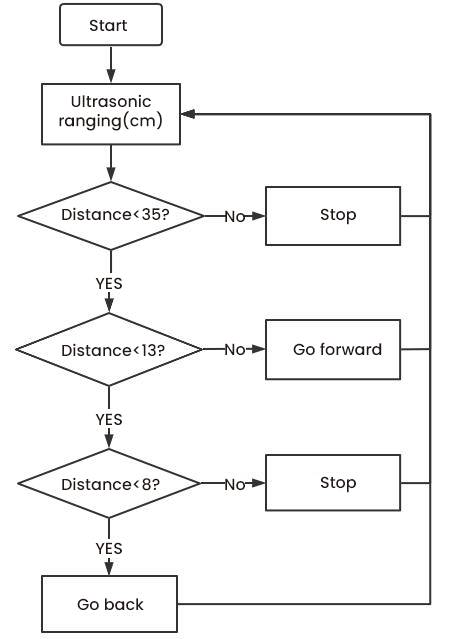 Start
Ultrasonic
ranging(cm)
Distance<35?
No
Stop
YES
Distance<13?
No
Go forward
YES
Distance<8?
No
Stop
YES
Go back